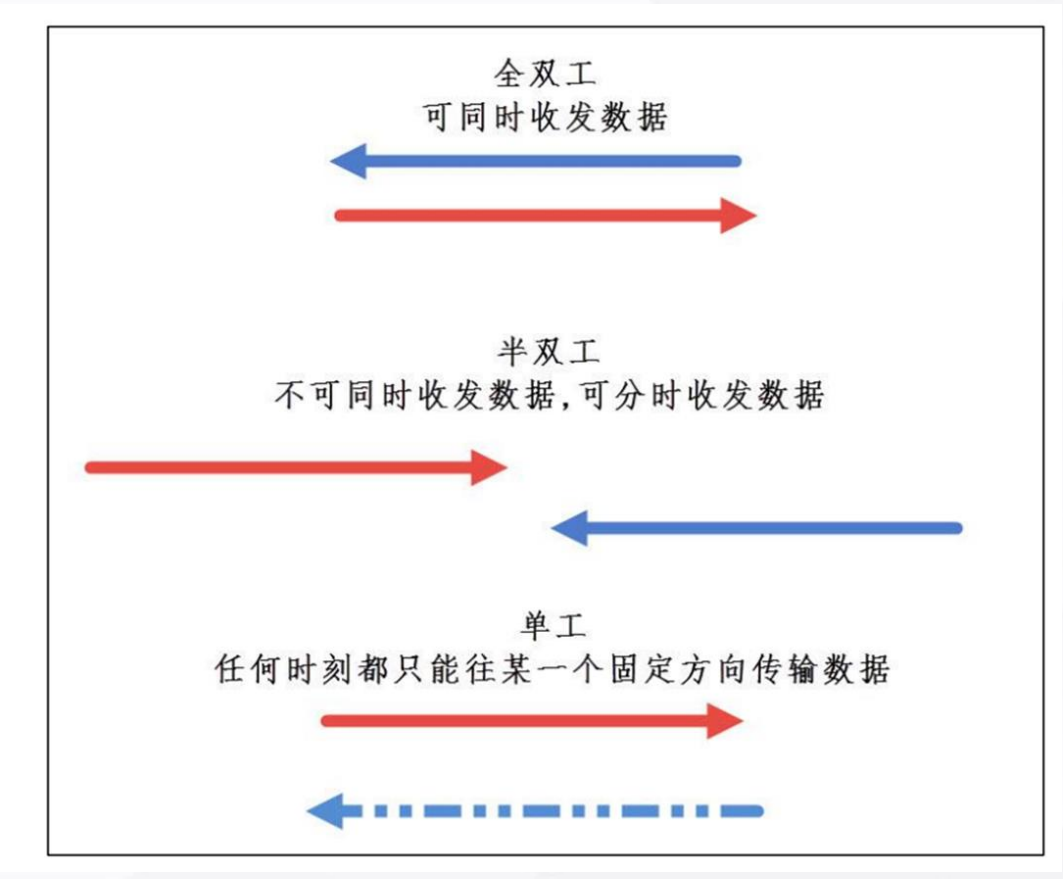 全双工
可同时收发数据
半双工
不可同时收发数据,可分时收发数据
单工
任何时刻都只能往某一个固定方向传输数据